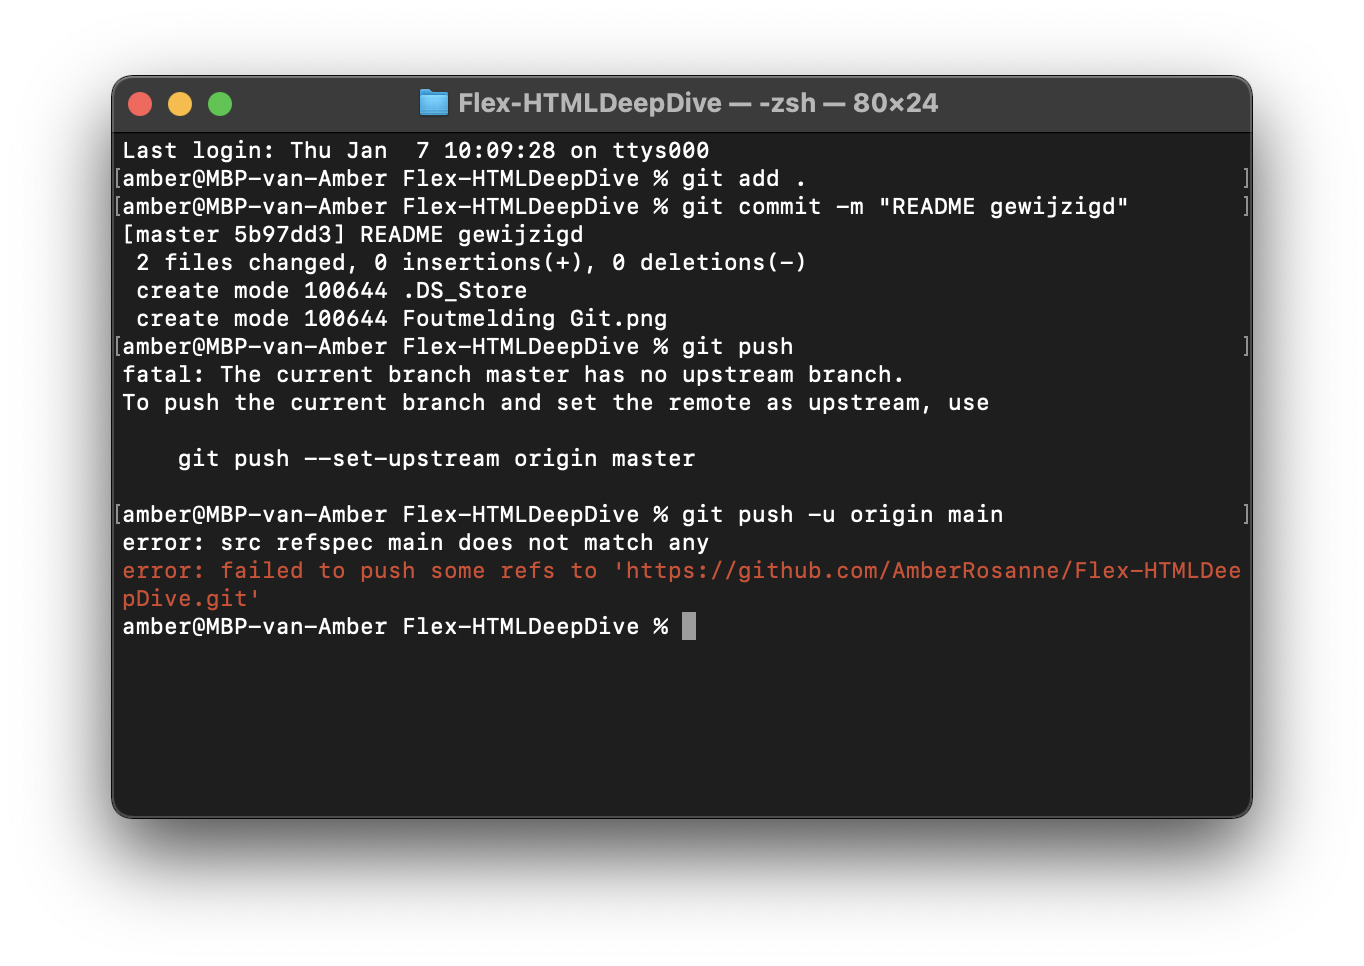 Flex-HTMLDeepDive — -zsh — 80×24
Last login: Thu Jan  7 10:09:28 on ttys000
[amber@MBP-van-Amber Flex-HTMLDeepDive % git add . ]
[amber@MBP-van-Amber Flex-HTMLDeepDive % git commit -m "README gewijzigd" ]
[master 5b97dd3] README gewijzigd
 2 files changed, 0 insertions(+), 0 deletions(-)
 create mode 100644 .DS_Store
 create mode 100644 Foutmelding Git.png
[amber@MBP-van-Amber Flex-HTMLDeepDive % git push ]
fatal: The current branch master has no upstream branch.
To push the current branch and set the remote as upstream, use
    git push --set-upstream origin master
[amber@MBP-van-Amber Flex-HTMLDeepDive % git push -u origin main ]
error: src refspec main does not match any
error: failed to push some refs to 'https://github.com/AmberRosanne/Flex-HTMLDee
pDive.git'
amber@MBP-van-Amber Flex-HTMLDeepDive %